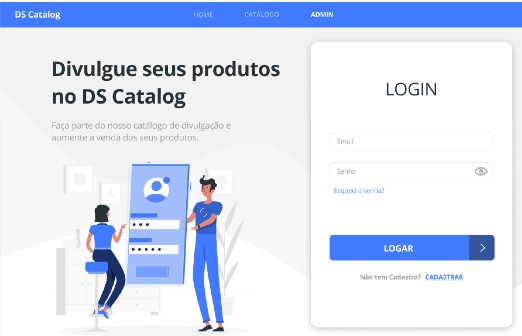 DS Catalog
HOME
CATÁLOGO
ADMIN
Divulgue seus produtos
no DS Catalog
Faça parte do nosso catálogo de divulgação e
aumente a venda dos seus produtos.
LOGIN
Email
Senha
Esqueci a senha?
LOGAR
Não tem Cadastro? CADASTRAR